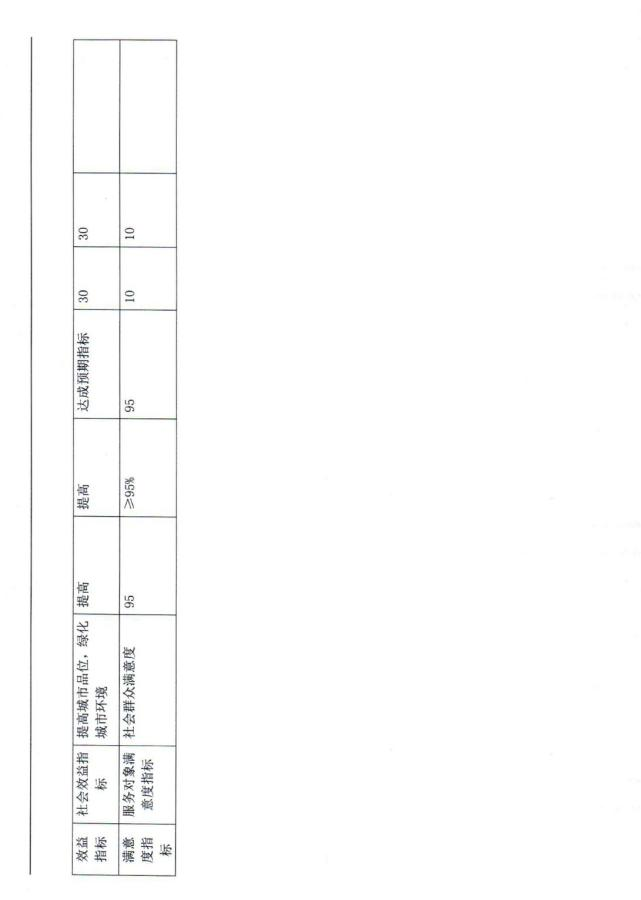 效益
指标
社会效益指
标
提高城市品位，绿化
城市环境
提高
提高
达成预期指标
30
30
满意
度指
标
服务对象满
意度指标
社会群众满意度
95
≥95%
95
10
10